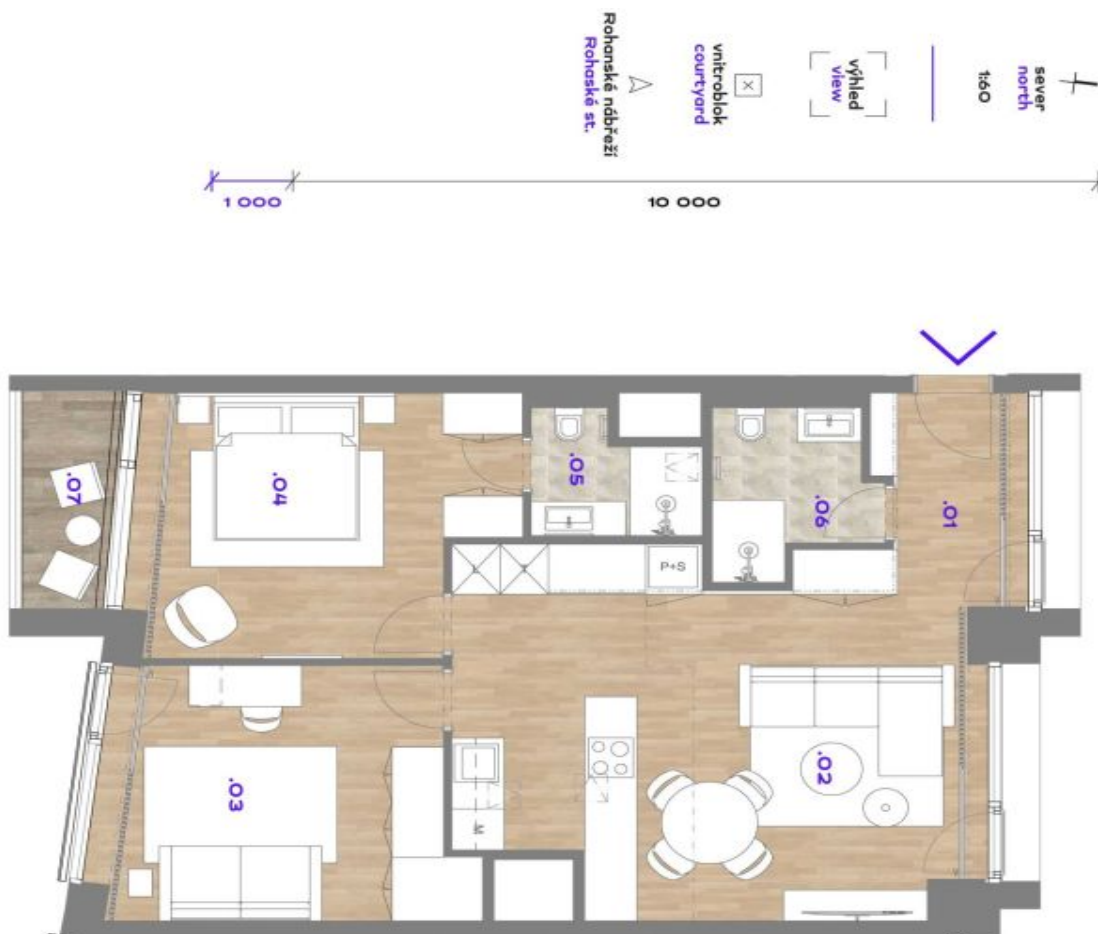 sever
north
1:60
výhled
view
vnitroblok
courtyard
X
Rohanské nábřeží
Rohaské st.
1 000
10 000
.07
.04
.05
.06
.01
P+S
.03
.02
M